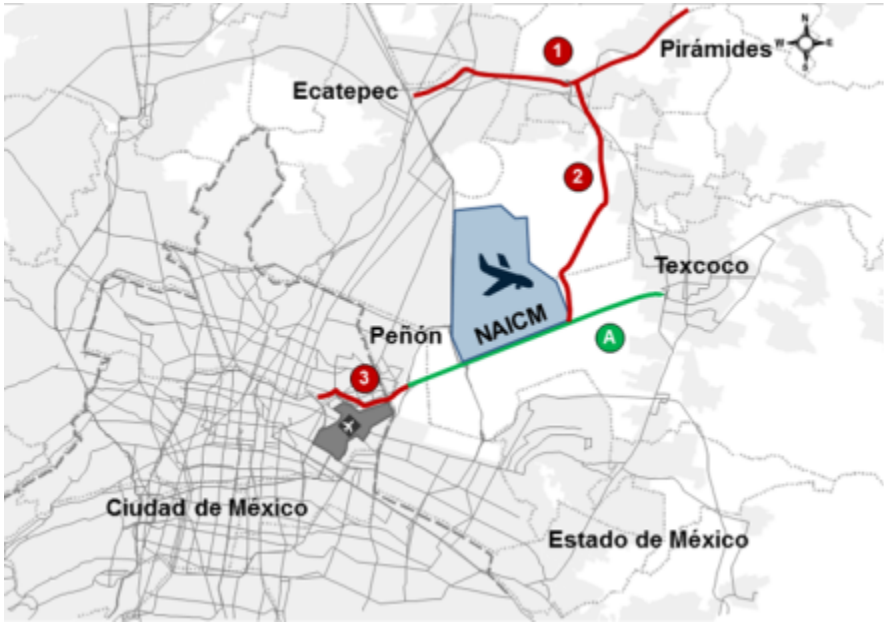 1
Pirámides
N
W E
S
Ecatepec
2
Texcoco
NAICM
Peñón
A
3
Ciudad de México
Estado de México